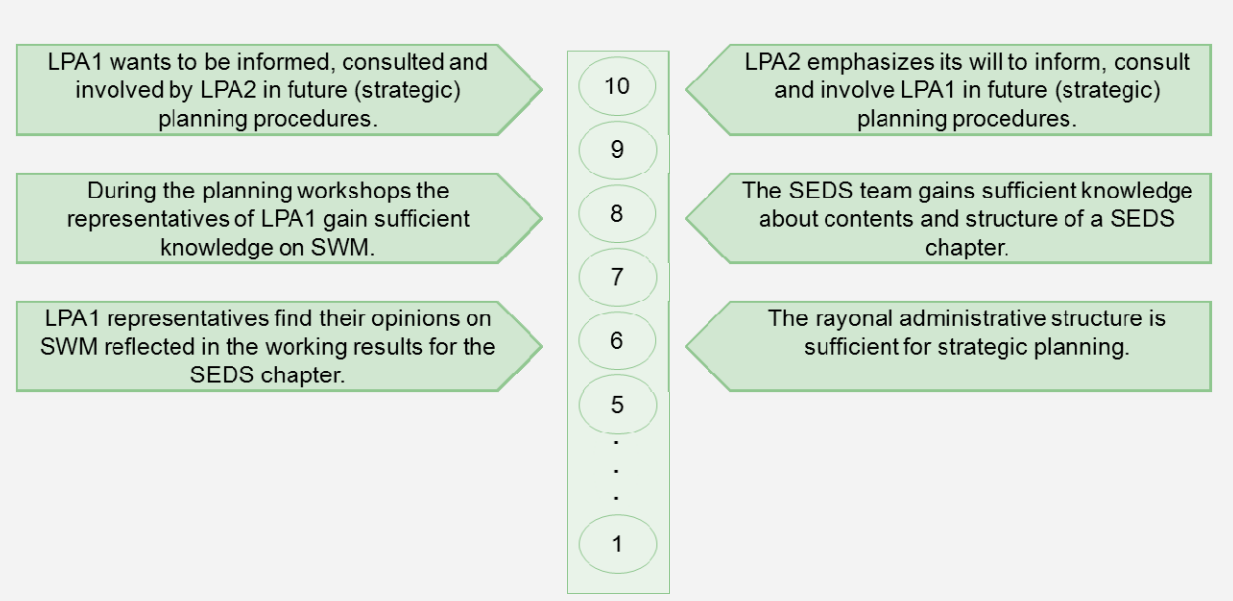 LPA1 wants to be informed, consulted and
involved by LPA2 in future (strategic)
planning procedures.
During the planning workshops the
representatives of LPA1 gain sufficient
knowledge on SWM.
LPA1 representatives find their opinions on
SWM reflected in the working results for the
SEDS chapter.
10
9
8
7
6
5
.
.
.
1
LPA2 emphasizes its will to inform, consult
and involve LPA1 in future (strategic)
planning procedures.
The SEDS team gains sufficient knowledge
about contents and structure of a SEDS
chapter.
The rayonal administrative structure is
sufficient for strategic planning.